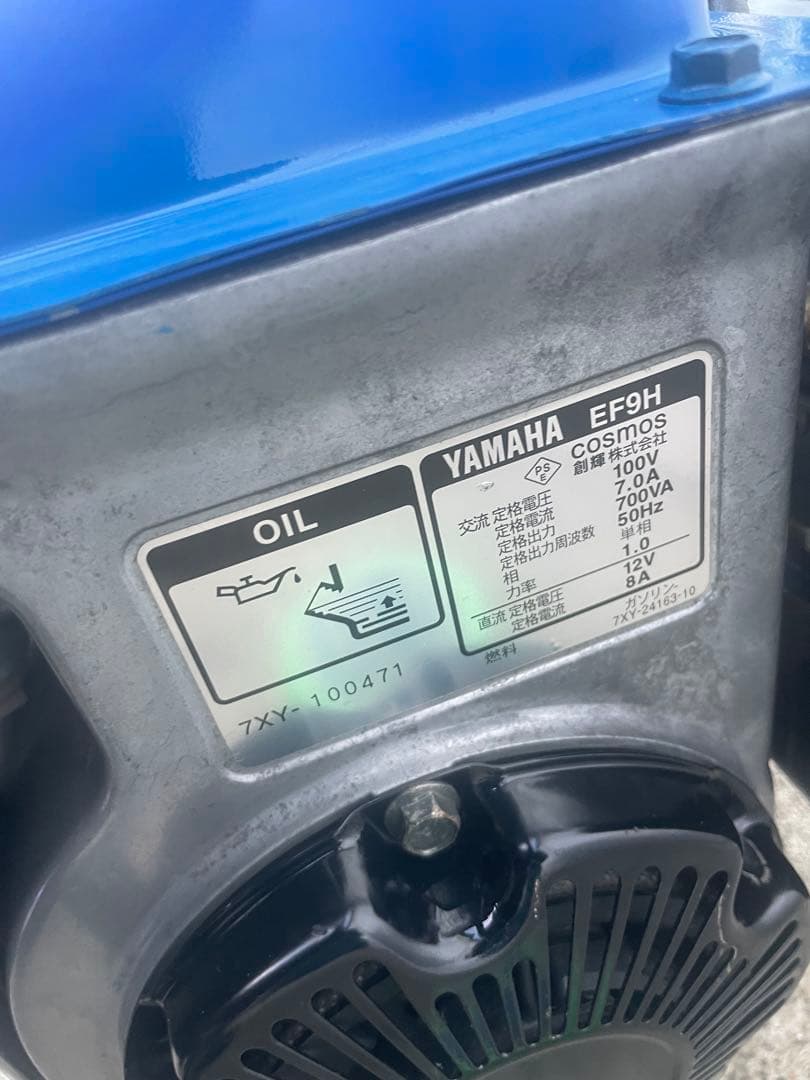 OIL
7XY-100471
YAMAHA EF9H
PSE cosmos
創輝株式会社
交流 定格電圧 100V
定格電流 7.0A
定格出力 700VA
定格出力周波数 50Hz
相 単相
力率 1.0
直流 定格電圧 12V
定格電流 8A
燃料 ガソリン
7XY-24163-10